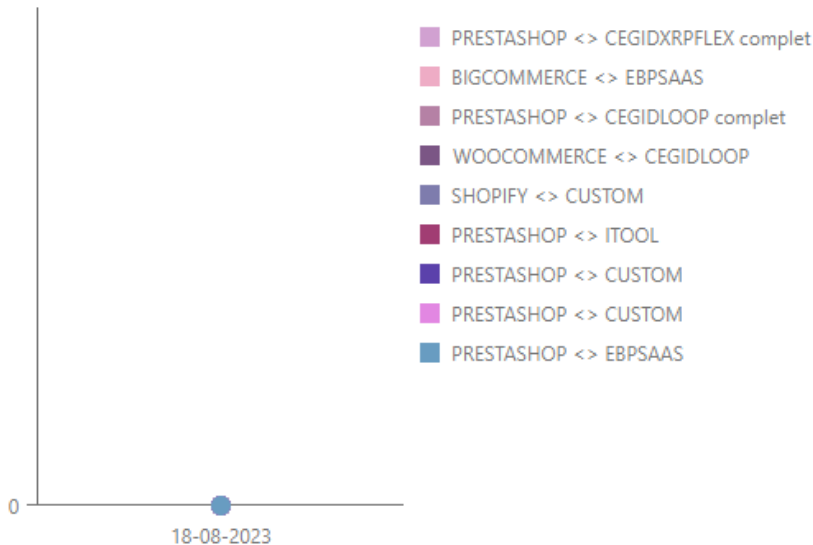 PRESTASHOP <> CEGIDXRPFLEX complet
BIGCOMMERCE <> EBPSAAS
PRESTASHOP <> CEGIDLOOP complet
WOOCOMMERCE <> CEGIDLOOP
SHOPIFY <> CUSTOM
PRESTASHOP <> ITOOL
PRESTASHOP <> CUSTOM
PRESTASHOP <> CUSTOM
PRESTASHOP <> EBPSAAS
0
18-08-2023